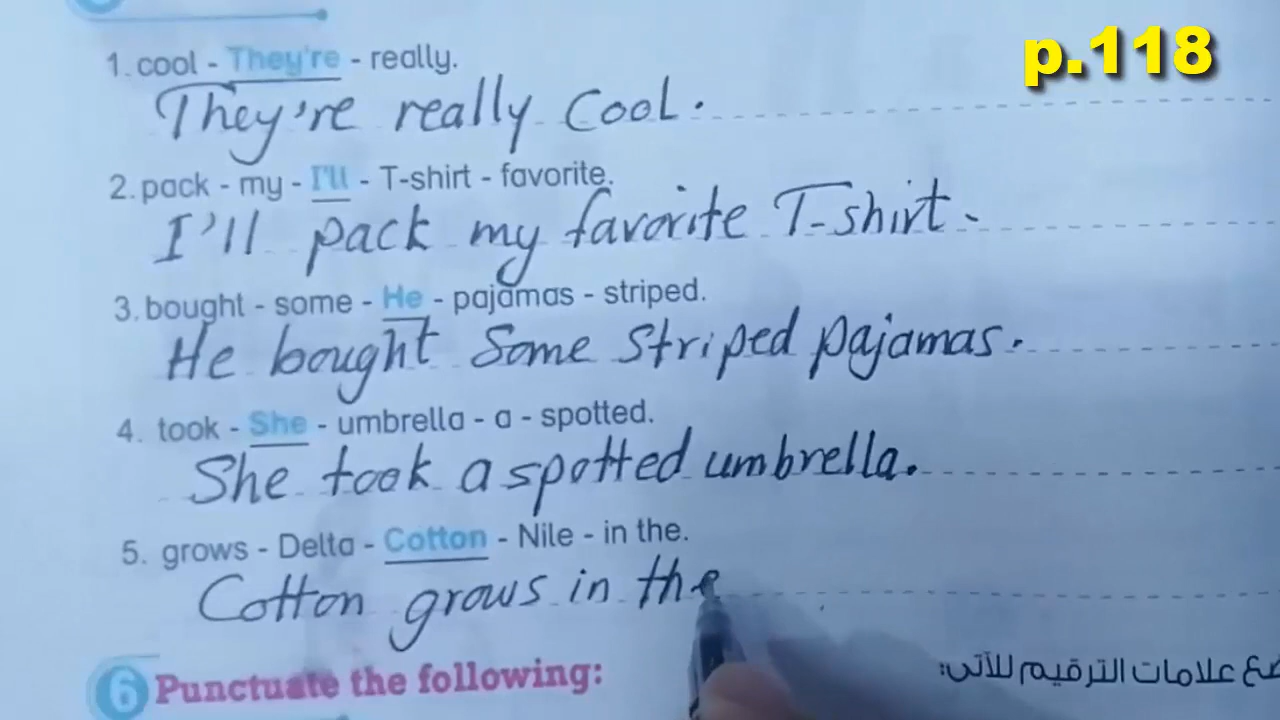 p.118
1. cool - They're - really.
They're really cool.
2. pack - my - I'll - T-shirt - favorite.
I'll pack my favorite T-shirt.
3. bought - some - He - pajamas - striped.
He bought some striped pajamas.
4. took - She - umbrella - a - spotted.
She took a spotted umbrella.
5. grows - Delta - Cotton - Nile - in the.
Cotton grows in the
6 Punctuate the following:
علامات الترقيم للآتي: